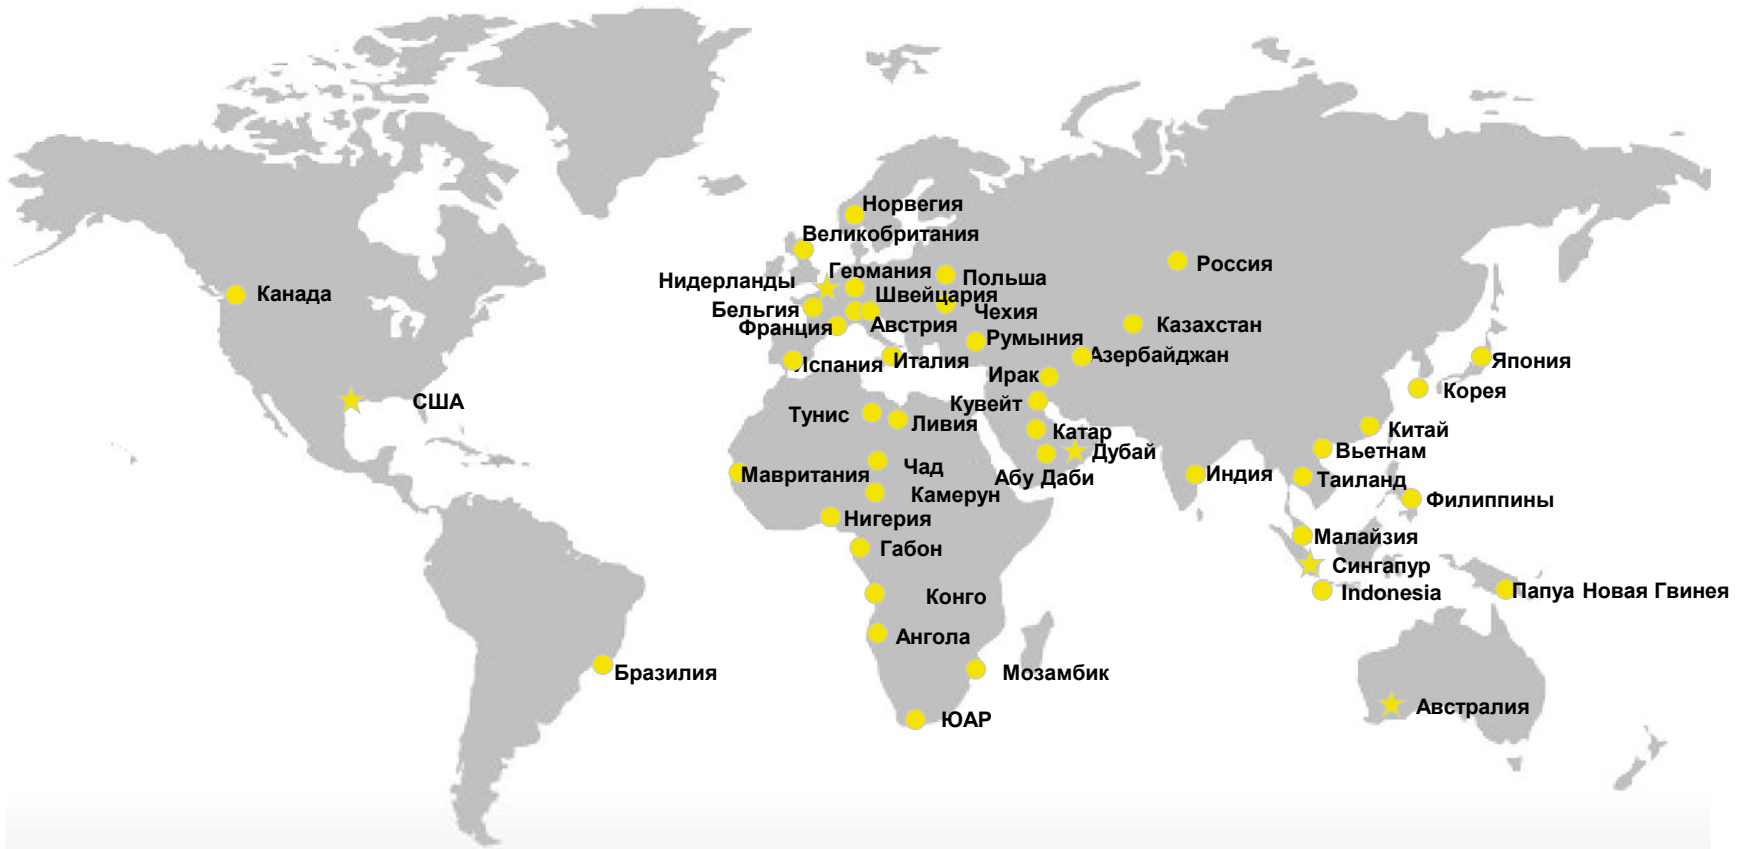 Норвегия
Великобритания
Германия
Нидерланды
Польша
Россия
Швейцария
Канада
Бельгия
Чехия
Франция
Австрия
Казахстан
Румыния
Азербайджан
Испания
Италия
Япония
Ирак
Корея
США
Кувейт
Тунис
Ливия
Катар
Китай
Дубай
Вьетнам
Чад
Мавритания
Абу Даби
Индия
Таиланд
Камерун
Филиппины
Нигерия
Малайзия
Габон
Сингапур
Indonesia
Папуа Новая Гвинея
Конго
Ангола
Бразилия
Мозамбик
Австралия
ЮАР